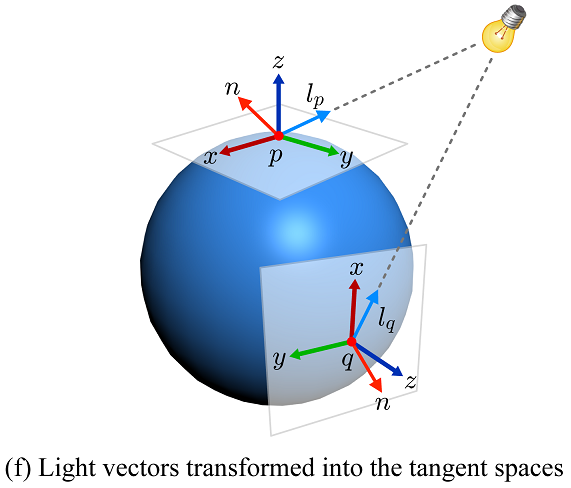 z
n
l_p
x
p
y
x
l_q
y
q
z
n
(f) Light vectors transformed into the tangent spaces